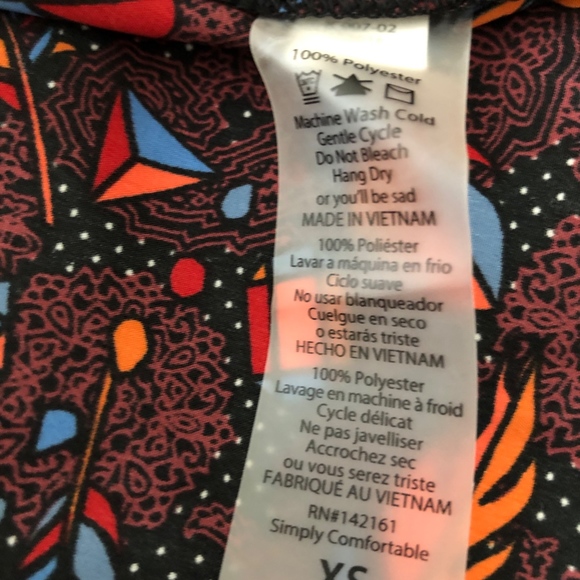 907-02
100% Polyester
Machine Wash Cold
Gentle Cycle
Do Not Bleach
Hang Dry
or you'll be sad
MADE IN VIETNAM
100% Poliéster
Lavar a máquina en frio
Ciclo suave
No usar blanqueador
Cuelgue en seco
o estarás triste
HECHO EN VIETNAM
100% Polyester
Lavage en machine à froid
Cycle délicat
Ne pas javelliser
Accrochez sec
ou vous serez triste
FABRIQUÉ AU VIETNAM
RN#142161
Simply Comfortable
XS